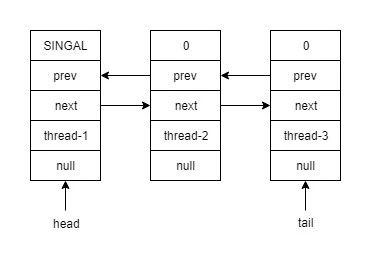 SINGAL 0 0
prev prev prev
next next next
thread-1 thread-2 thread-3
null null null
head tail